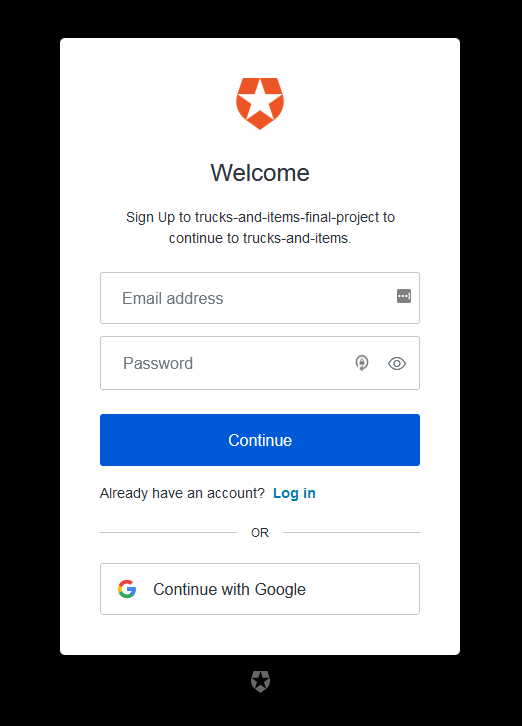 Welcome
Sign Up to trucks-and-items-final-project to
continue to trucks-and-items.
Email address
Password
Continue
Already have an account? Log in
OR
Continue with Google